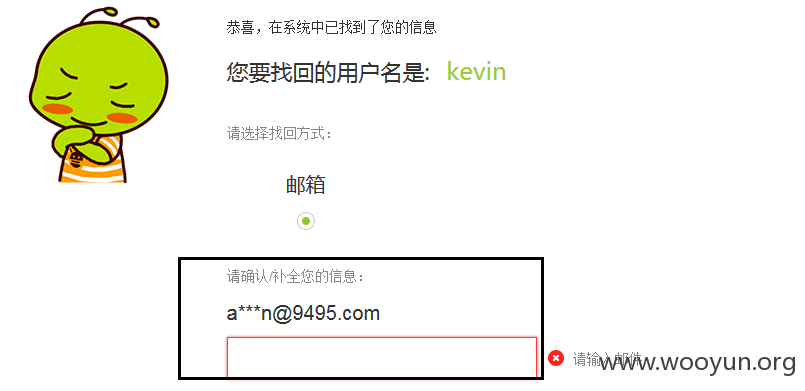 恭喜，在系统中已找到了您的信息
您要找回的用户名是: kevin
请选择找回方式：
邮箱
请确认/补全您的信息：
a***n@9495.com
请输入邮件
www.wooyun.org